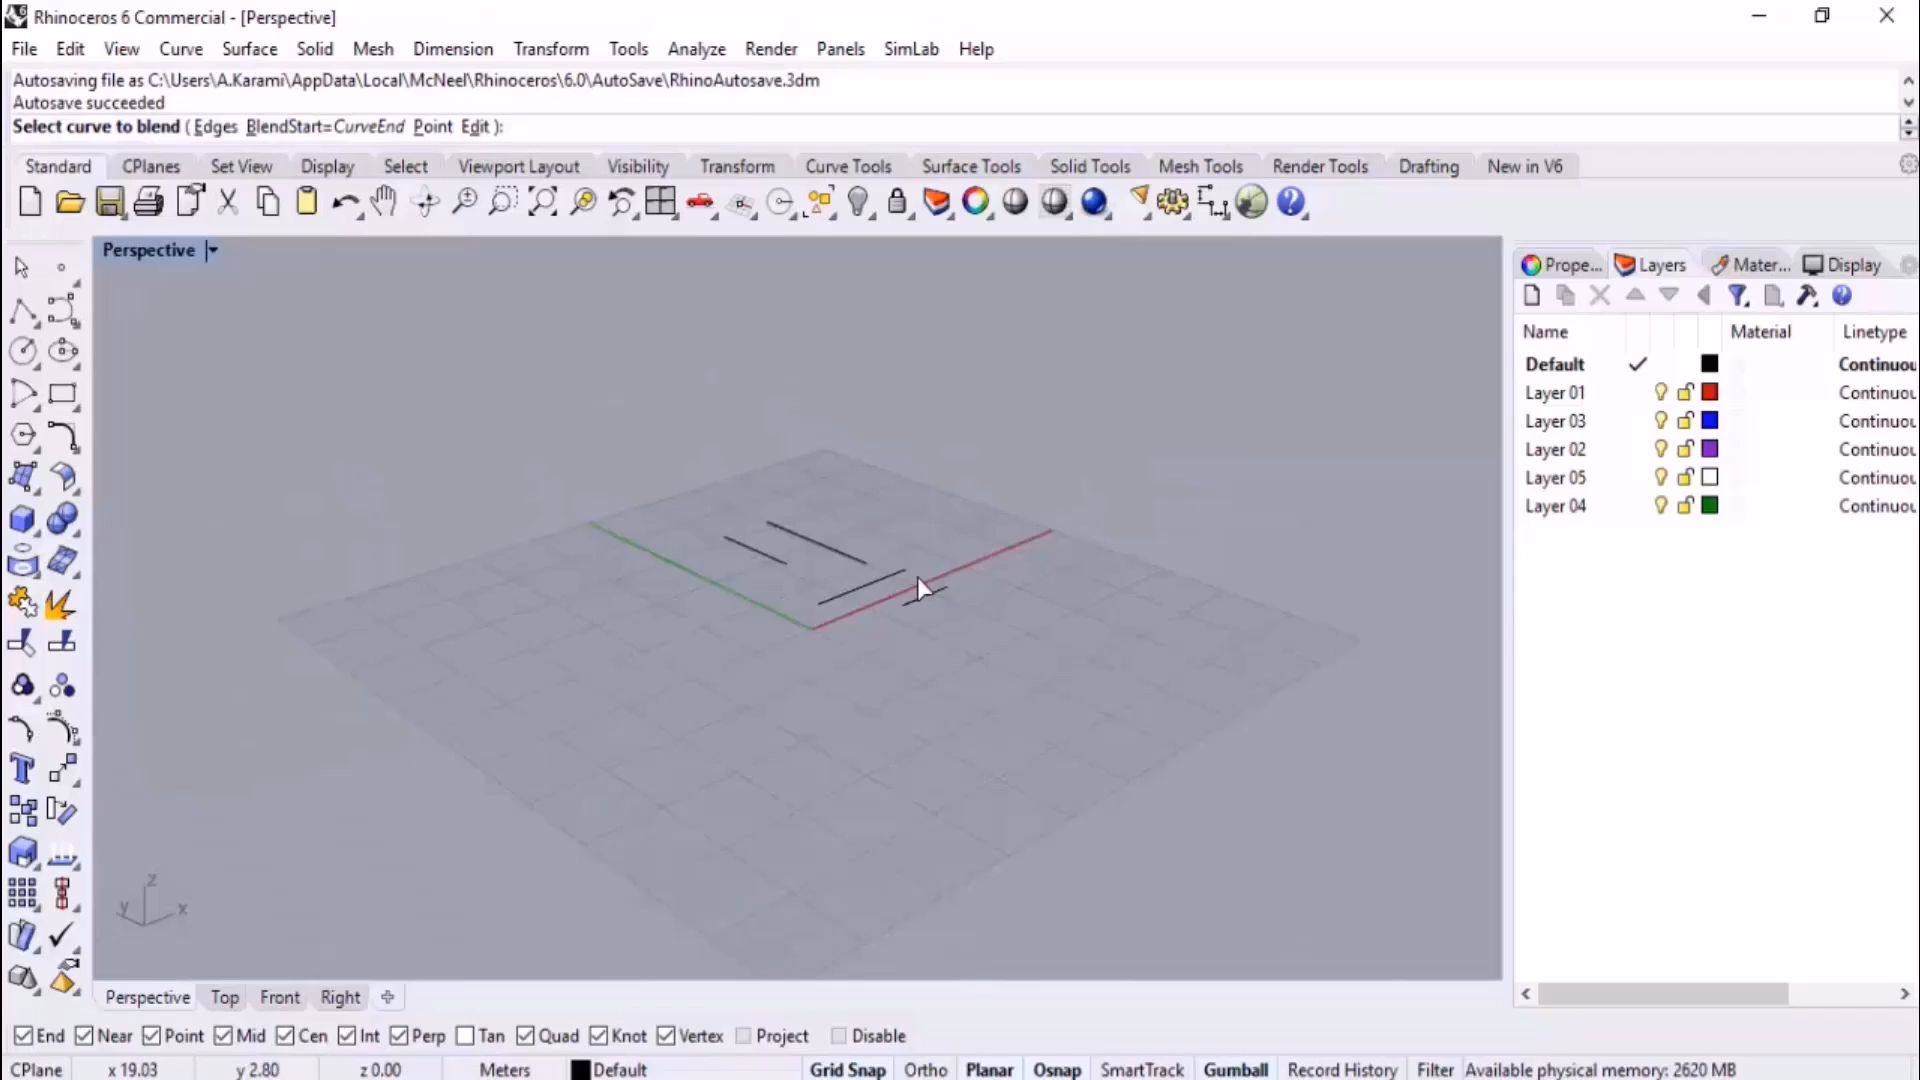 Rhinoceros 6 Commercial - [Perspective]
File Edit View Curve Surface Solid Mesh Dimension Transform Tools Analyze Render Panels SimLab Help
Autosaving file as C:\Users\A.Karami\AppData\Local\McNeel\Rhinoceros\6.0\AutoSave\RhinoAutosave.3dm
Autosave succeeded
Select curve to blend ( Edges BlendStart=CurveEnd Point Edit ):
Standard CPlanes Set View Display Select Viewport Layout Visibility Transform Curve Tools Surface Tools Solid Tools Mesh Tools Render Tools Drafting New in V6
Perspective
Prope... Layers Mater... Display
Name Material Linetype
Default Continuou
Layer 01 Continuou
Layer 03 Continuou
Layer 02 Continuou
Layer 05 Continuou
Layer 04 Continuou
z
y x
Perspective Top Front Right
End Near Point Mid Cen Int Perp Tan Quad Knot Vertex Project Disable
CPlane x 19.03 y 2.80 z 0.00 Meters Default Grid Snap Ortho Planar Osnap SmartTrack Gumball Record History Filter Available physical memory: 2620 MB